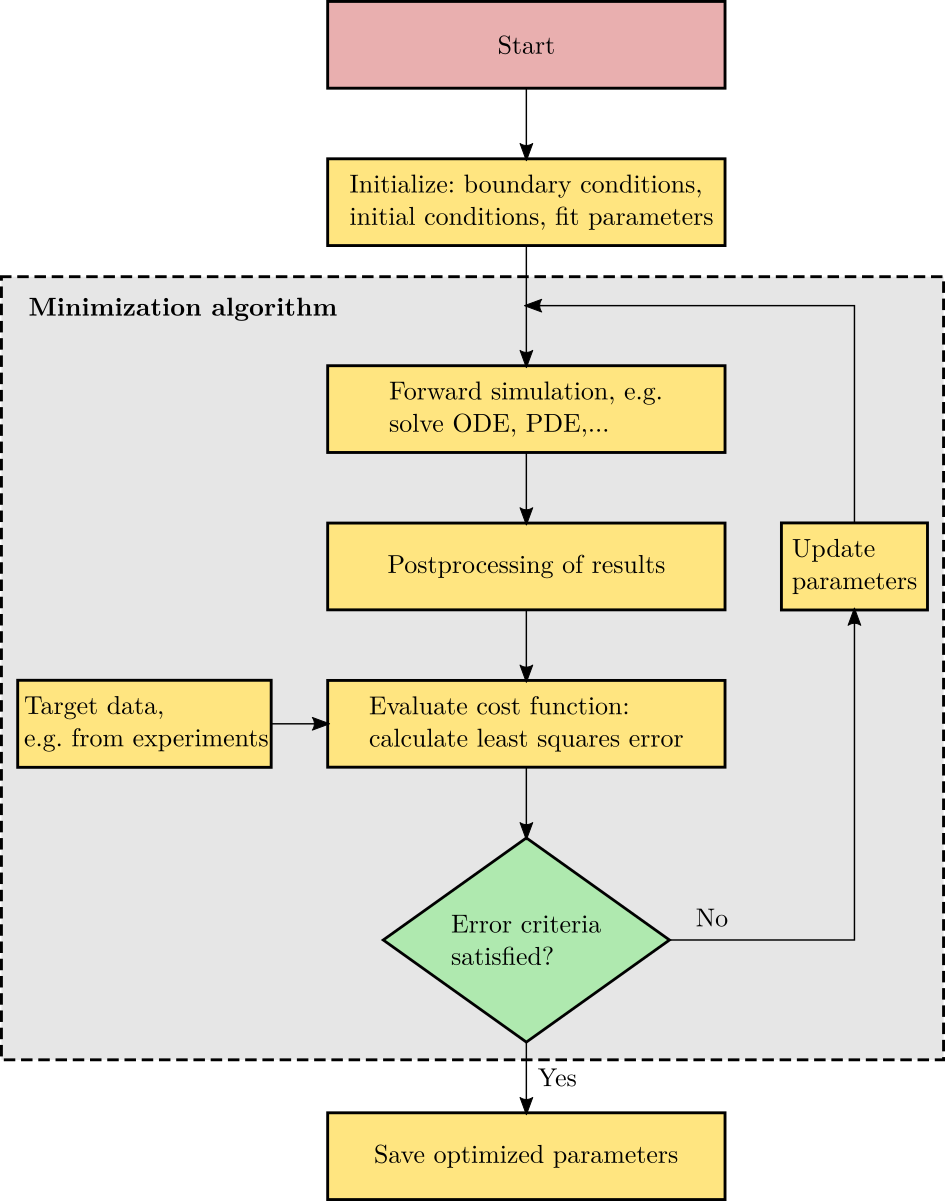 Start
Initialize: boundary conditions,
initial conditions, fit parameters
Minimization algorithm
Forward simulation, e.g.
solve ODE, PDE,...
Postprocessing of results
Update
parameters
Target data,
e.g. from experiments
Evaluate cost function:
calculate least squares error
Error criteria
satisfied?
No
Yes
Save optimized parameters